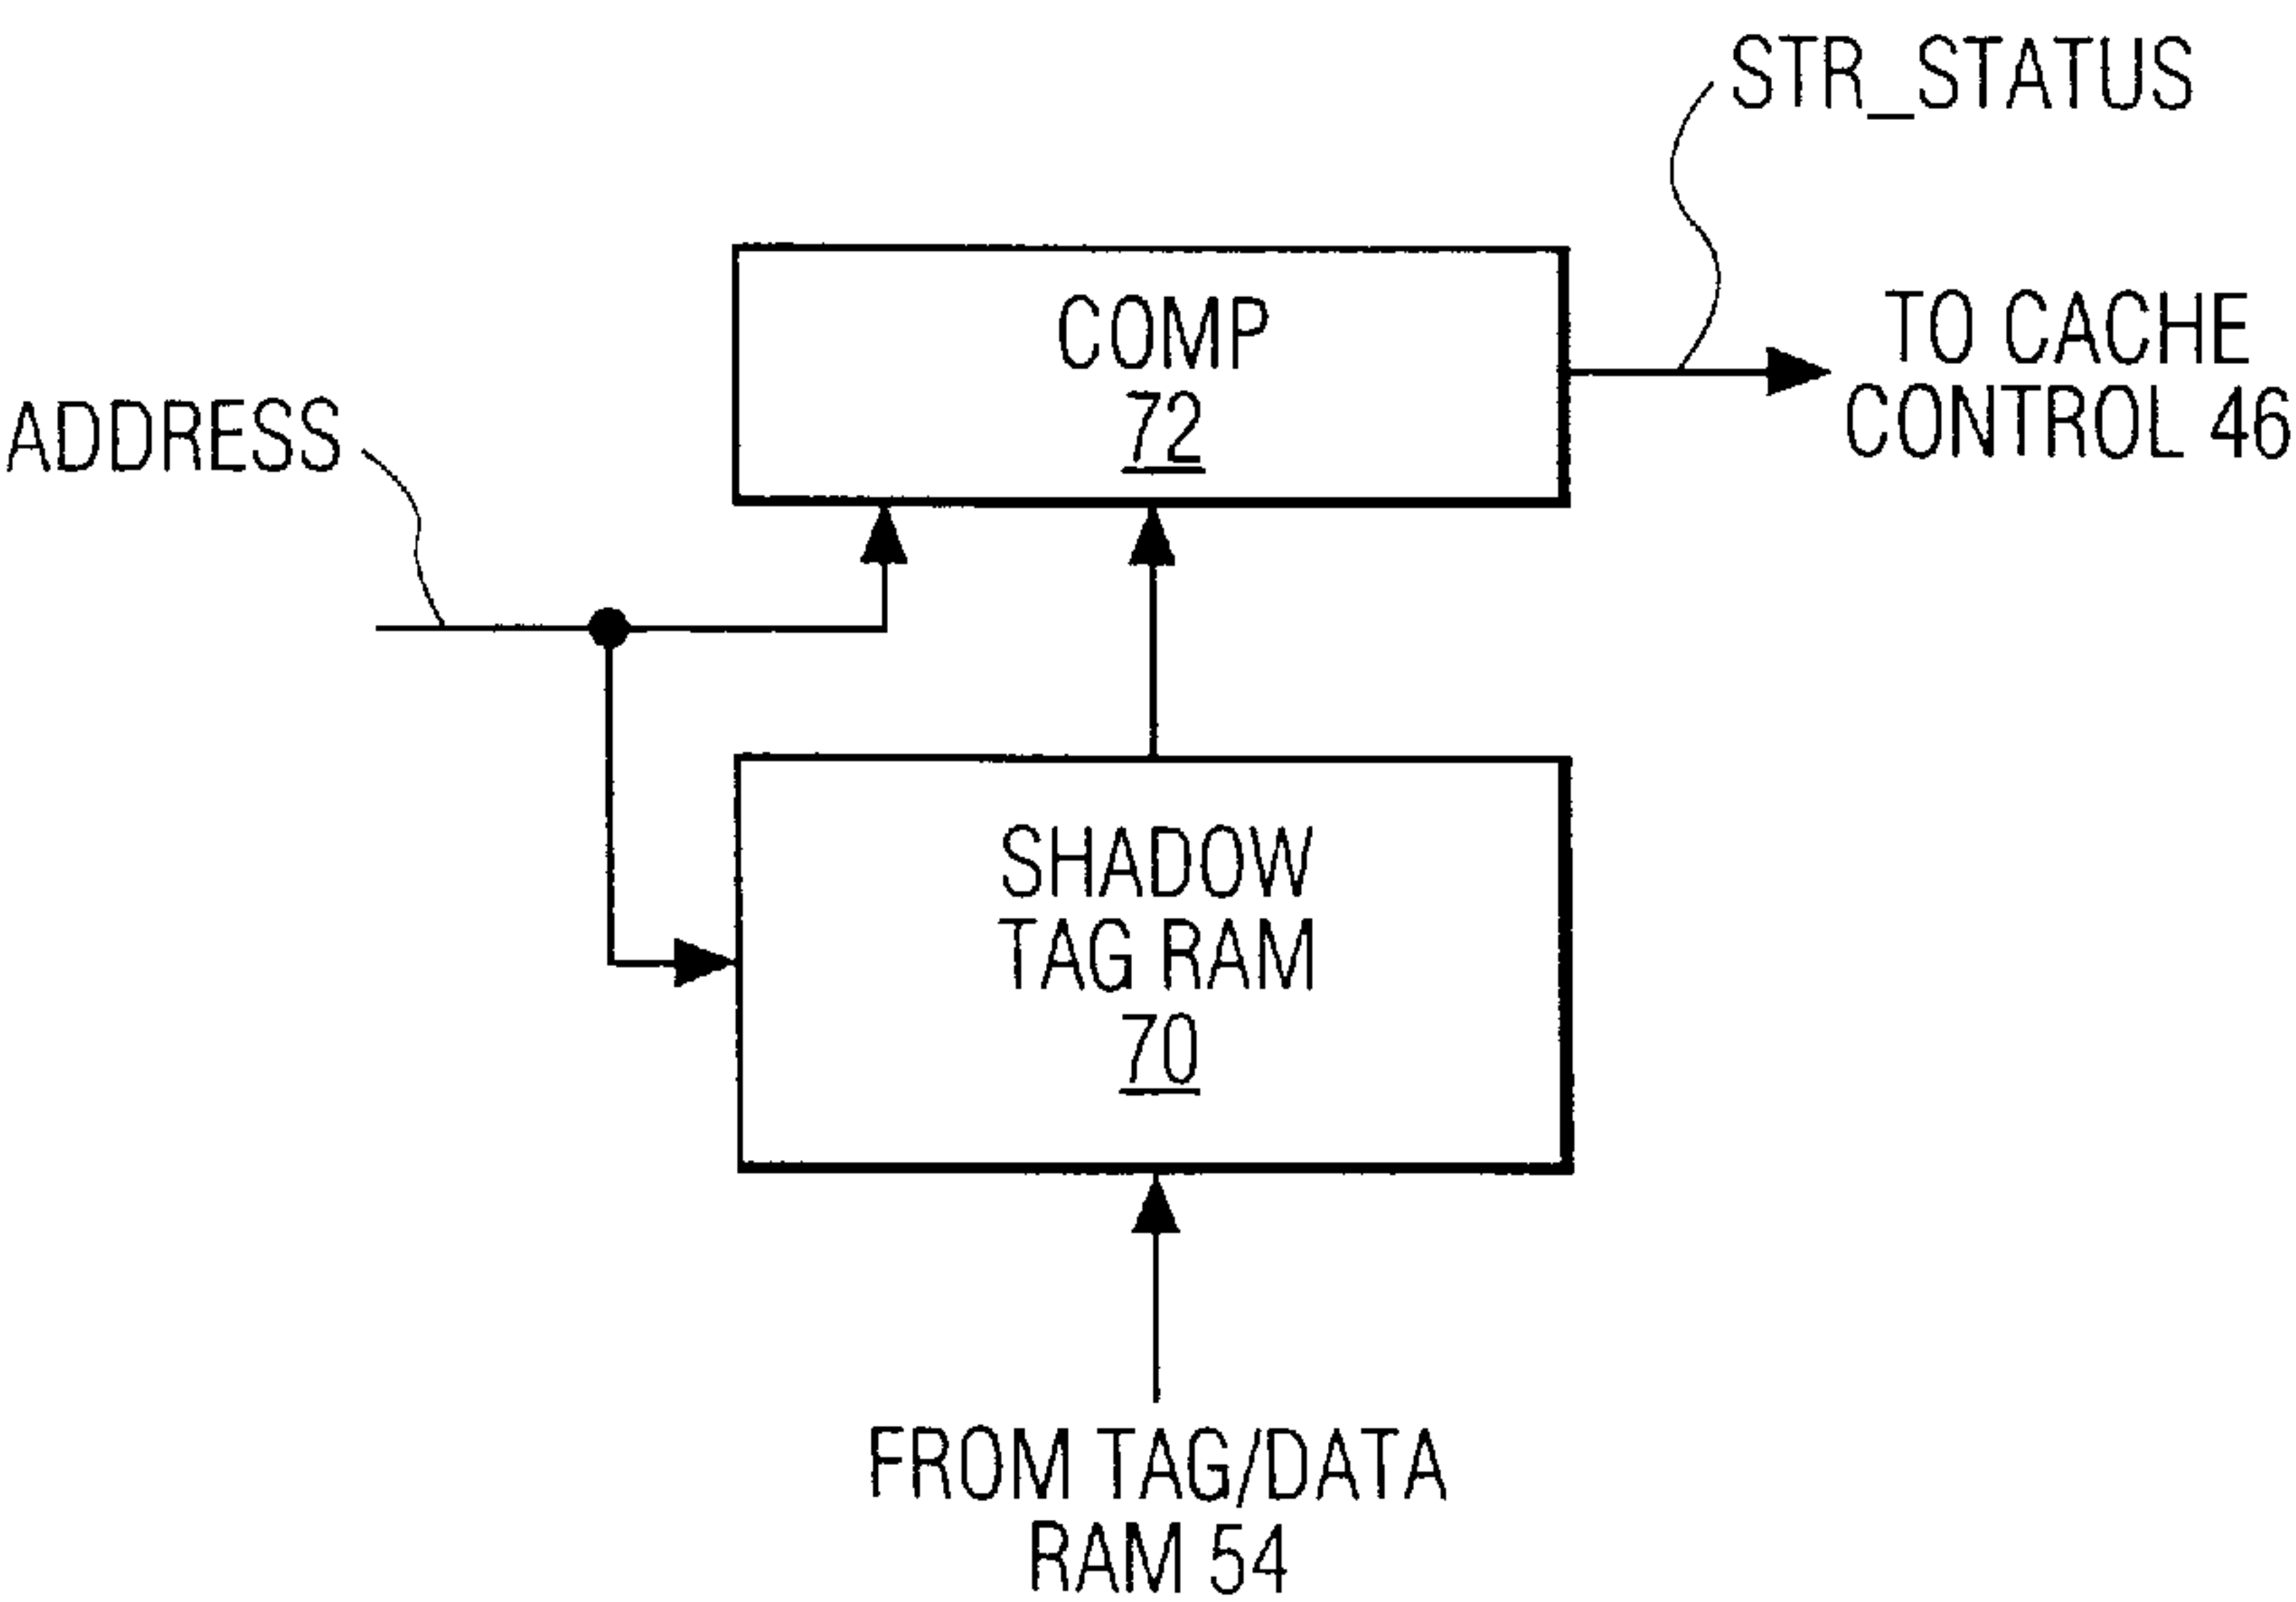 STR_STATUS
COMP
72
TO CACHE
CONTROL 46
ADDRESS
SHADOW
TAG RAM
70
FROM TAG/DATA
RAM 54